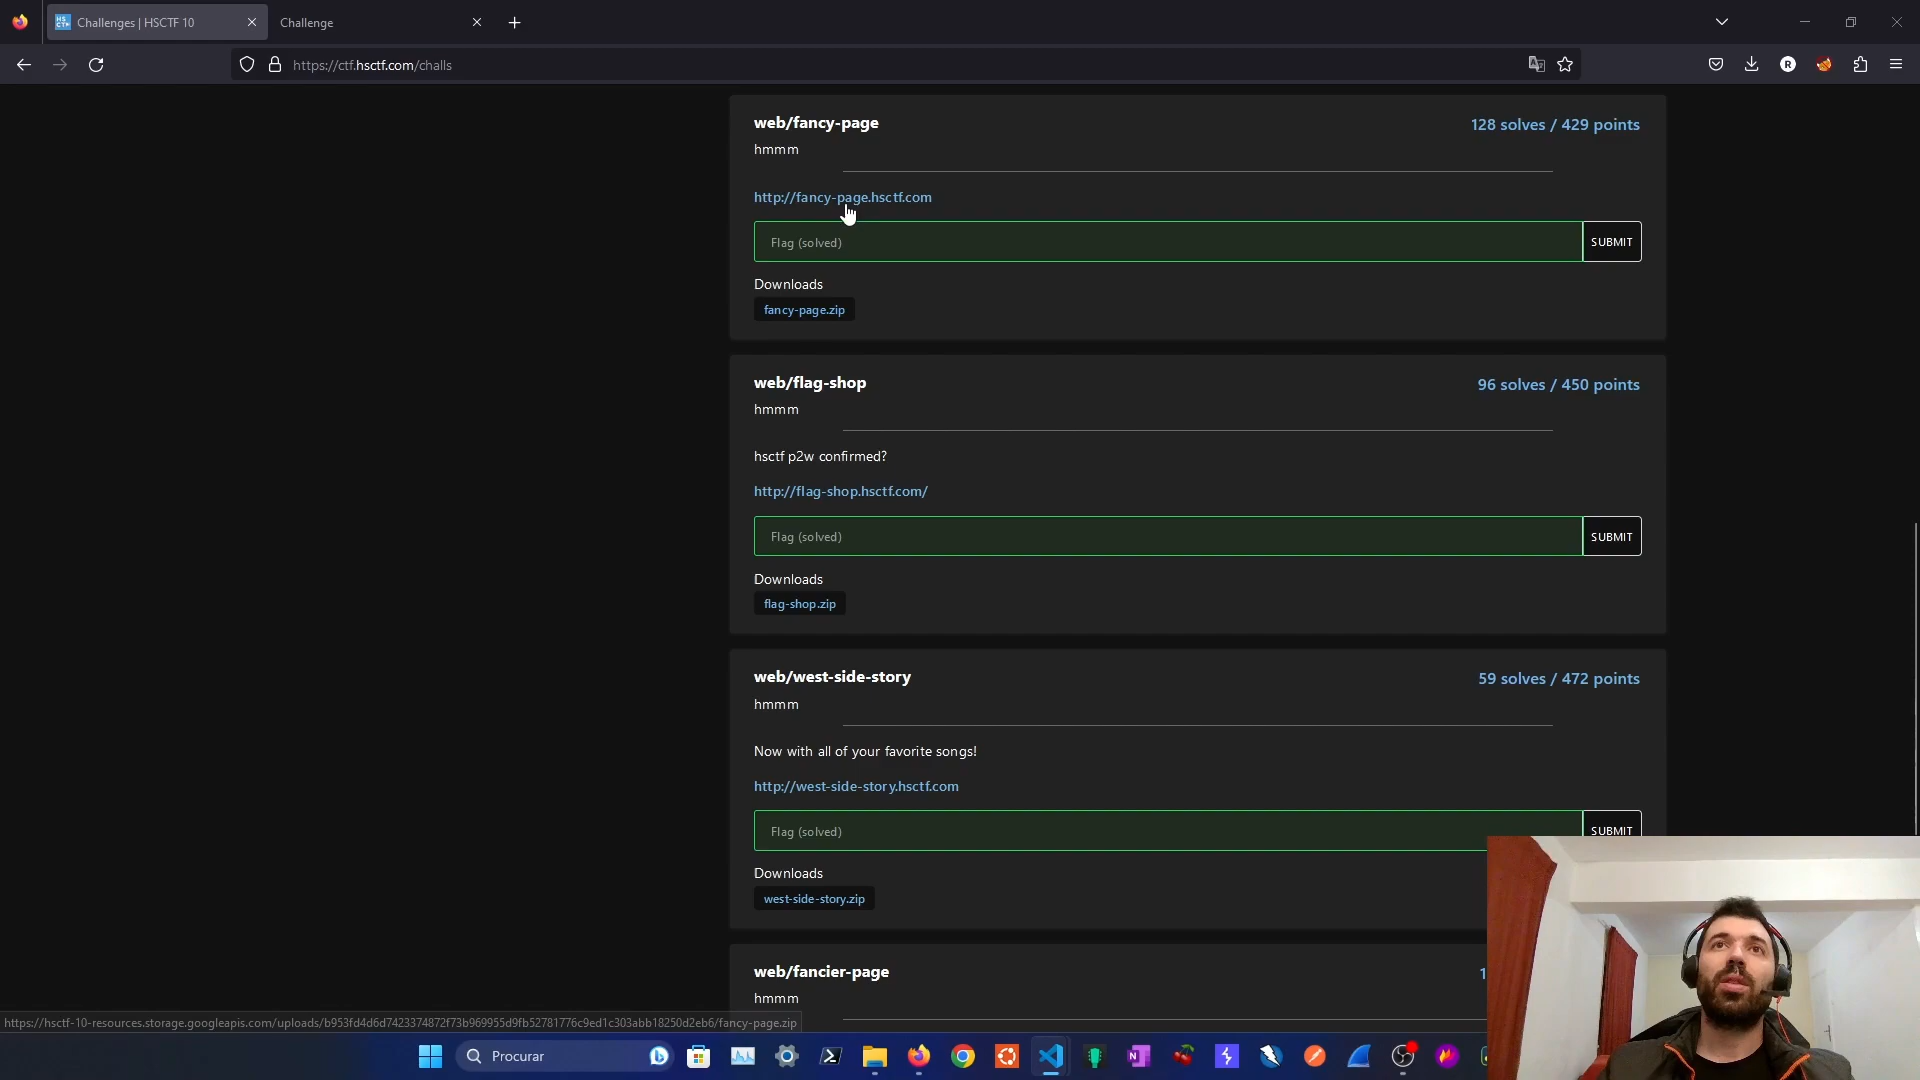 Challenges | HSCTF 10
Challenge
https://ctf.hsctf.com/challs
web/fancy-page
128 solves / 429 points
hmmm
http://fancy-page.hsctf.com
Flag (solved)
SUBMIT
Downloads
fancy-page.zip
web/flag-shop
96 solves / 450 points
hmmm
hsctf p2w confirmed?
http://flag-shop.hsctf.com/
Flag (solved)
SUBMIT
Downloads
flag-shop.zip
web/west-side-story
59 solves / 472 points
hmmm
Now with all of your favorite songs!
http://west-side-story.hsctf.com
Flag (solved)
SUBMIT
Downloads
west-side-story.zip
web/fancier-page
1
hmmm
https://hsctf-10-resources.storage.googleapis.com/uploads/b953fd4d6d7423374872f73b969955d9fb52781776c9ed1c303abb18250d2eb6/fancy-page.zip
Procurar